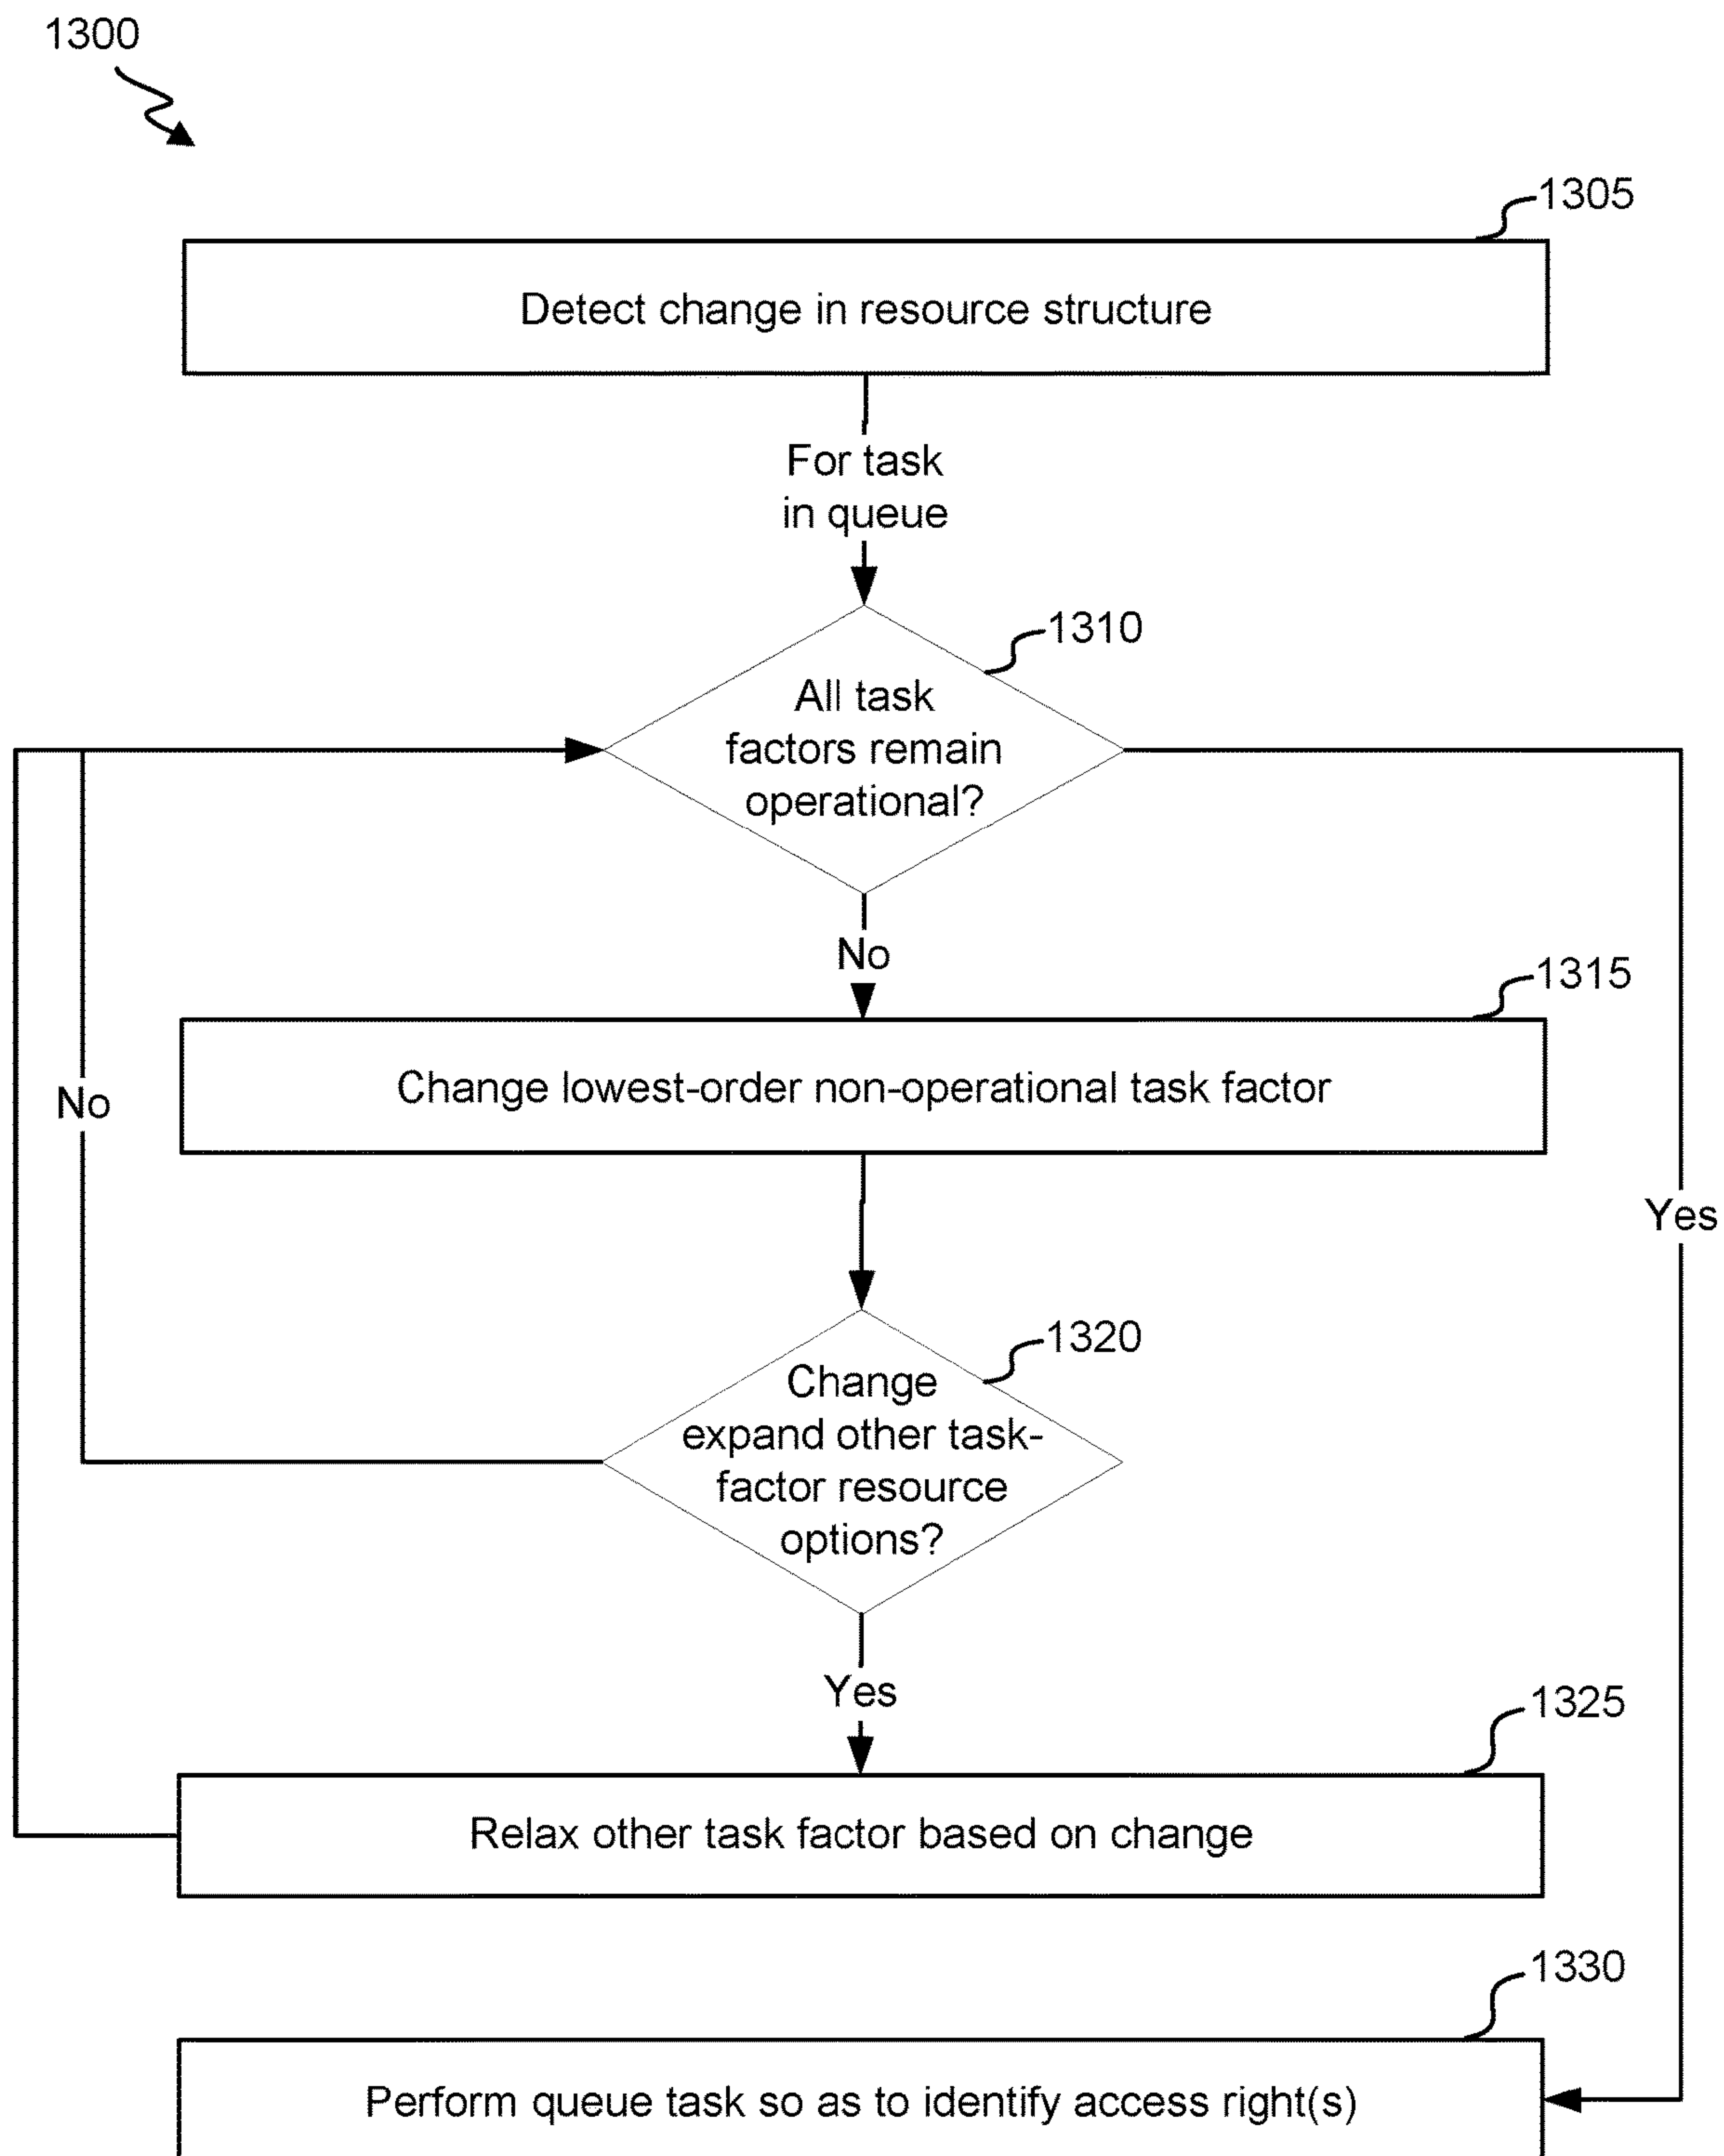 1300
1305
Detect change in resource structure
For task
in queue
1310
All task
factors remain
operational?
No
1315
Change lowest-order non-operational task factor
No
Yes
1320
Change
expand other task-
factor resource
options?
Yes
1325
Relax other task factor based on change
1330
Perform queue task so as to identify access right(s)